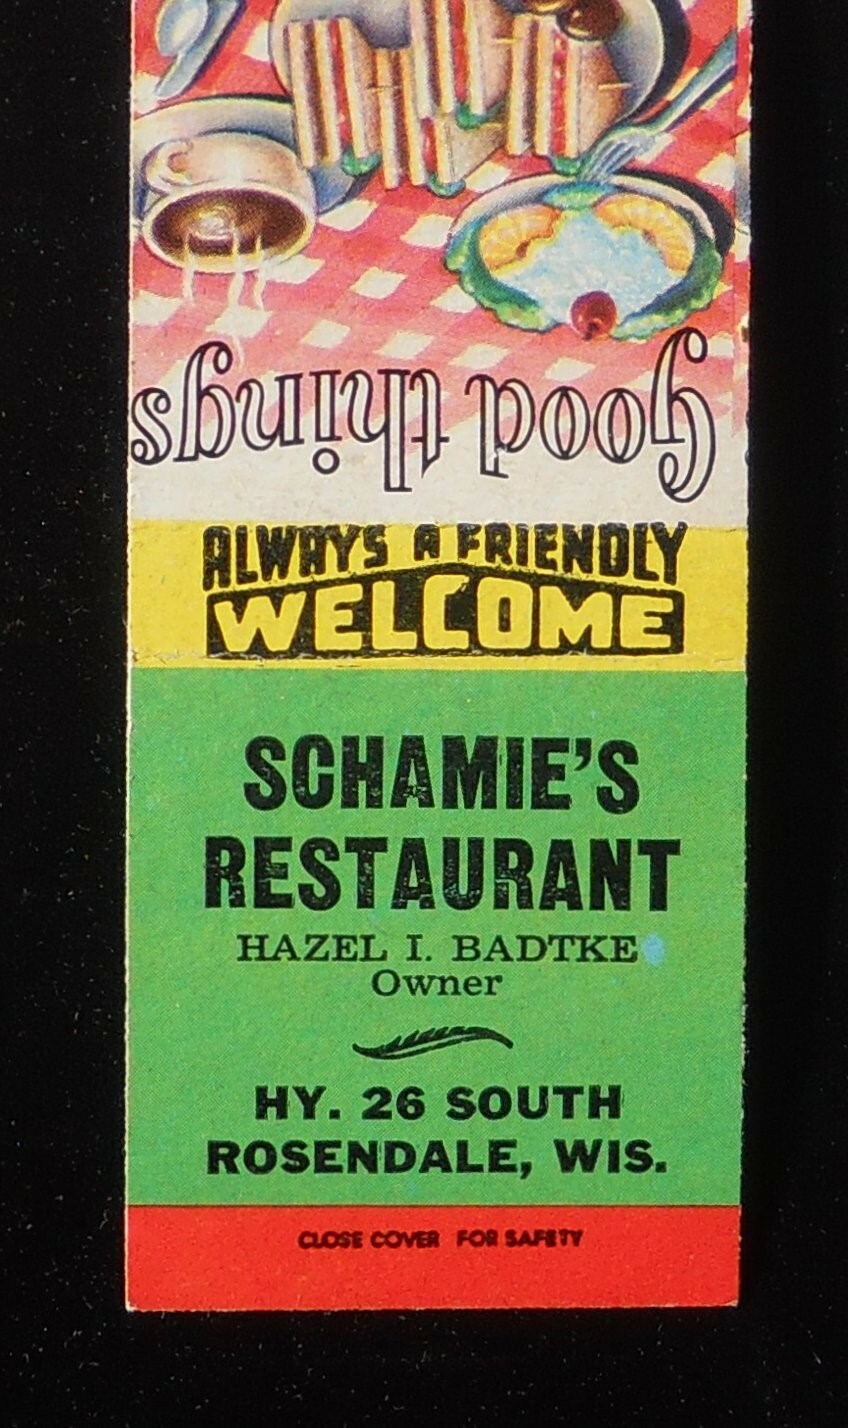 Good things
ALWAYS A FRIENDLY
WELCOME
SCHAMIE'S
RESTAURANT
HAZEL I. BADTKE
Owner
HY. 26 SOUTH
ROSENDALE, WIS.
CLOSE COVER FOR SAFETY